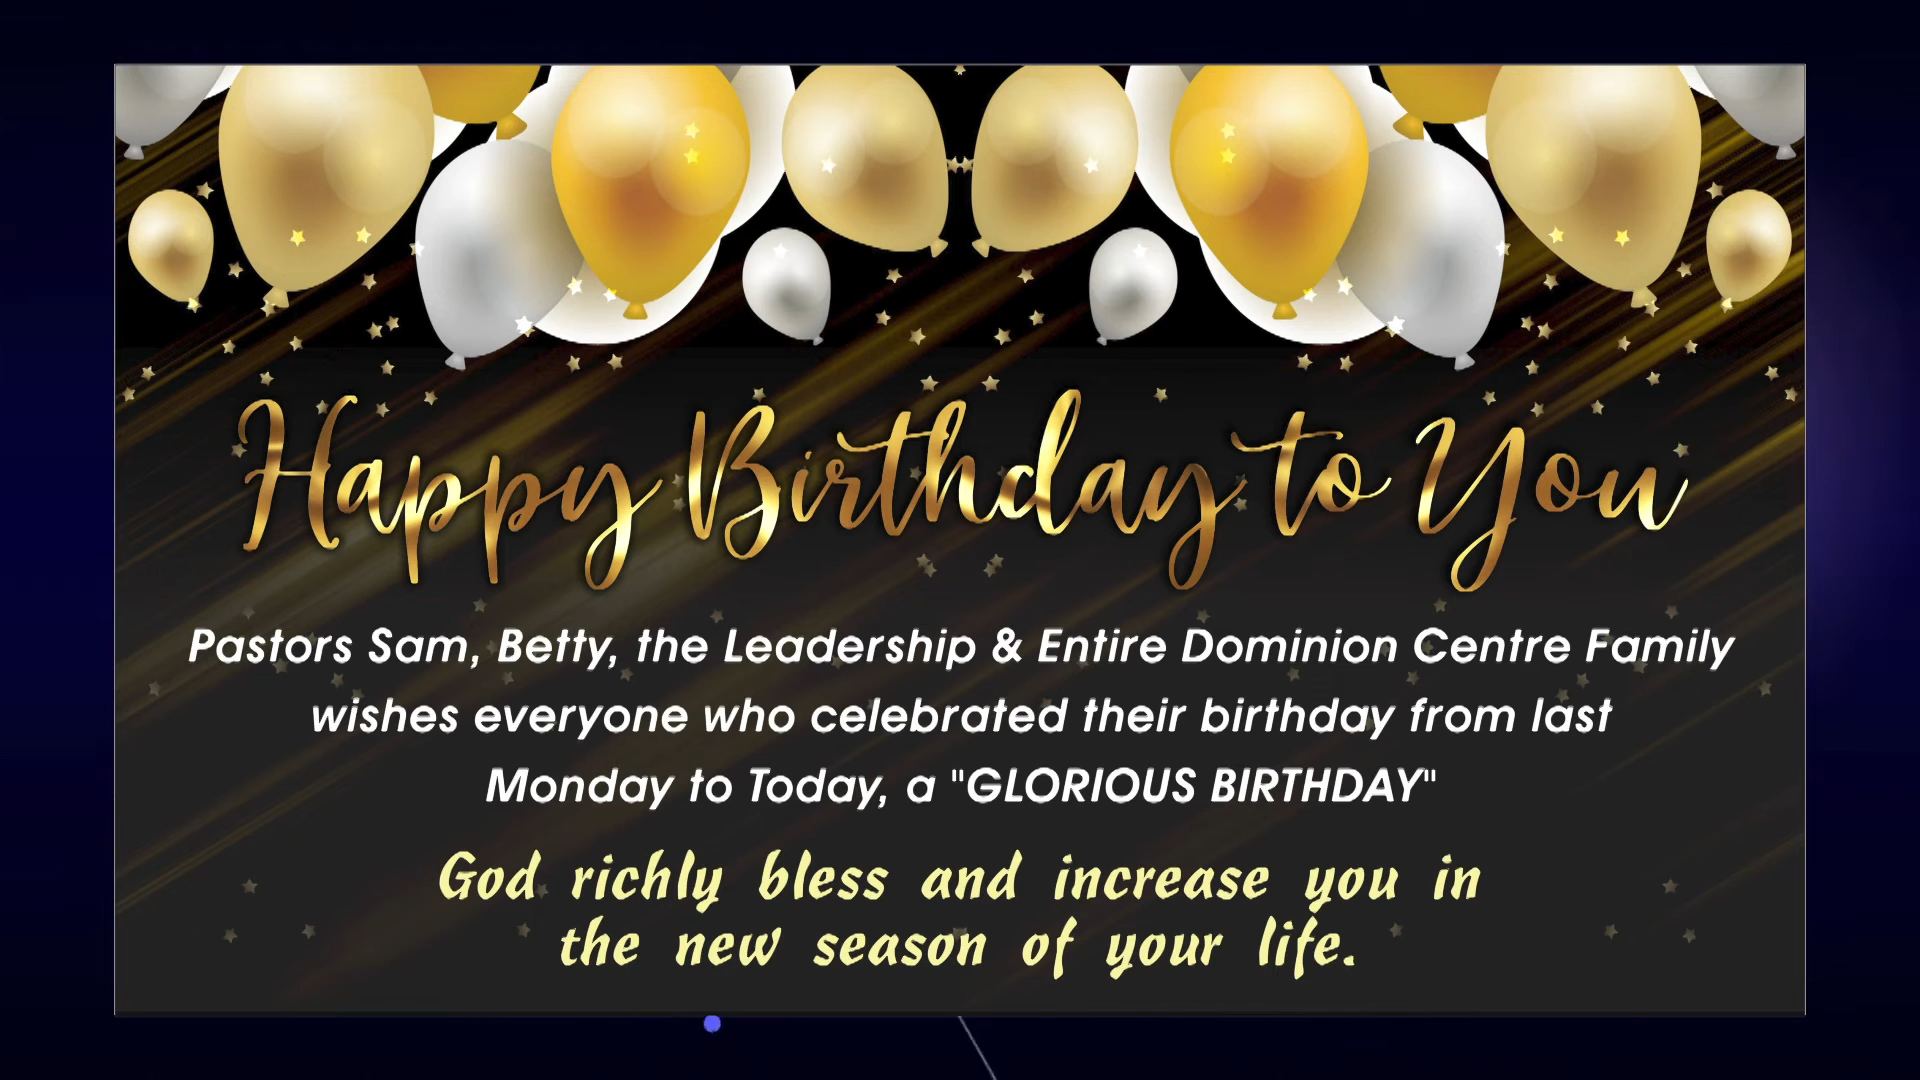 Happy Birthday to You
Pastors Sam, Betty, the Leadership & Entire Dominion Centre Family
wishes everyone who celebrated their birthday from last
Monday to Today, a "GLORIOUS BIRTHDAY"
God richly bless and increase you in
the new season of your life.